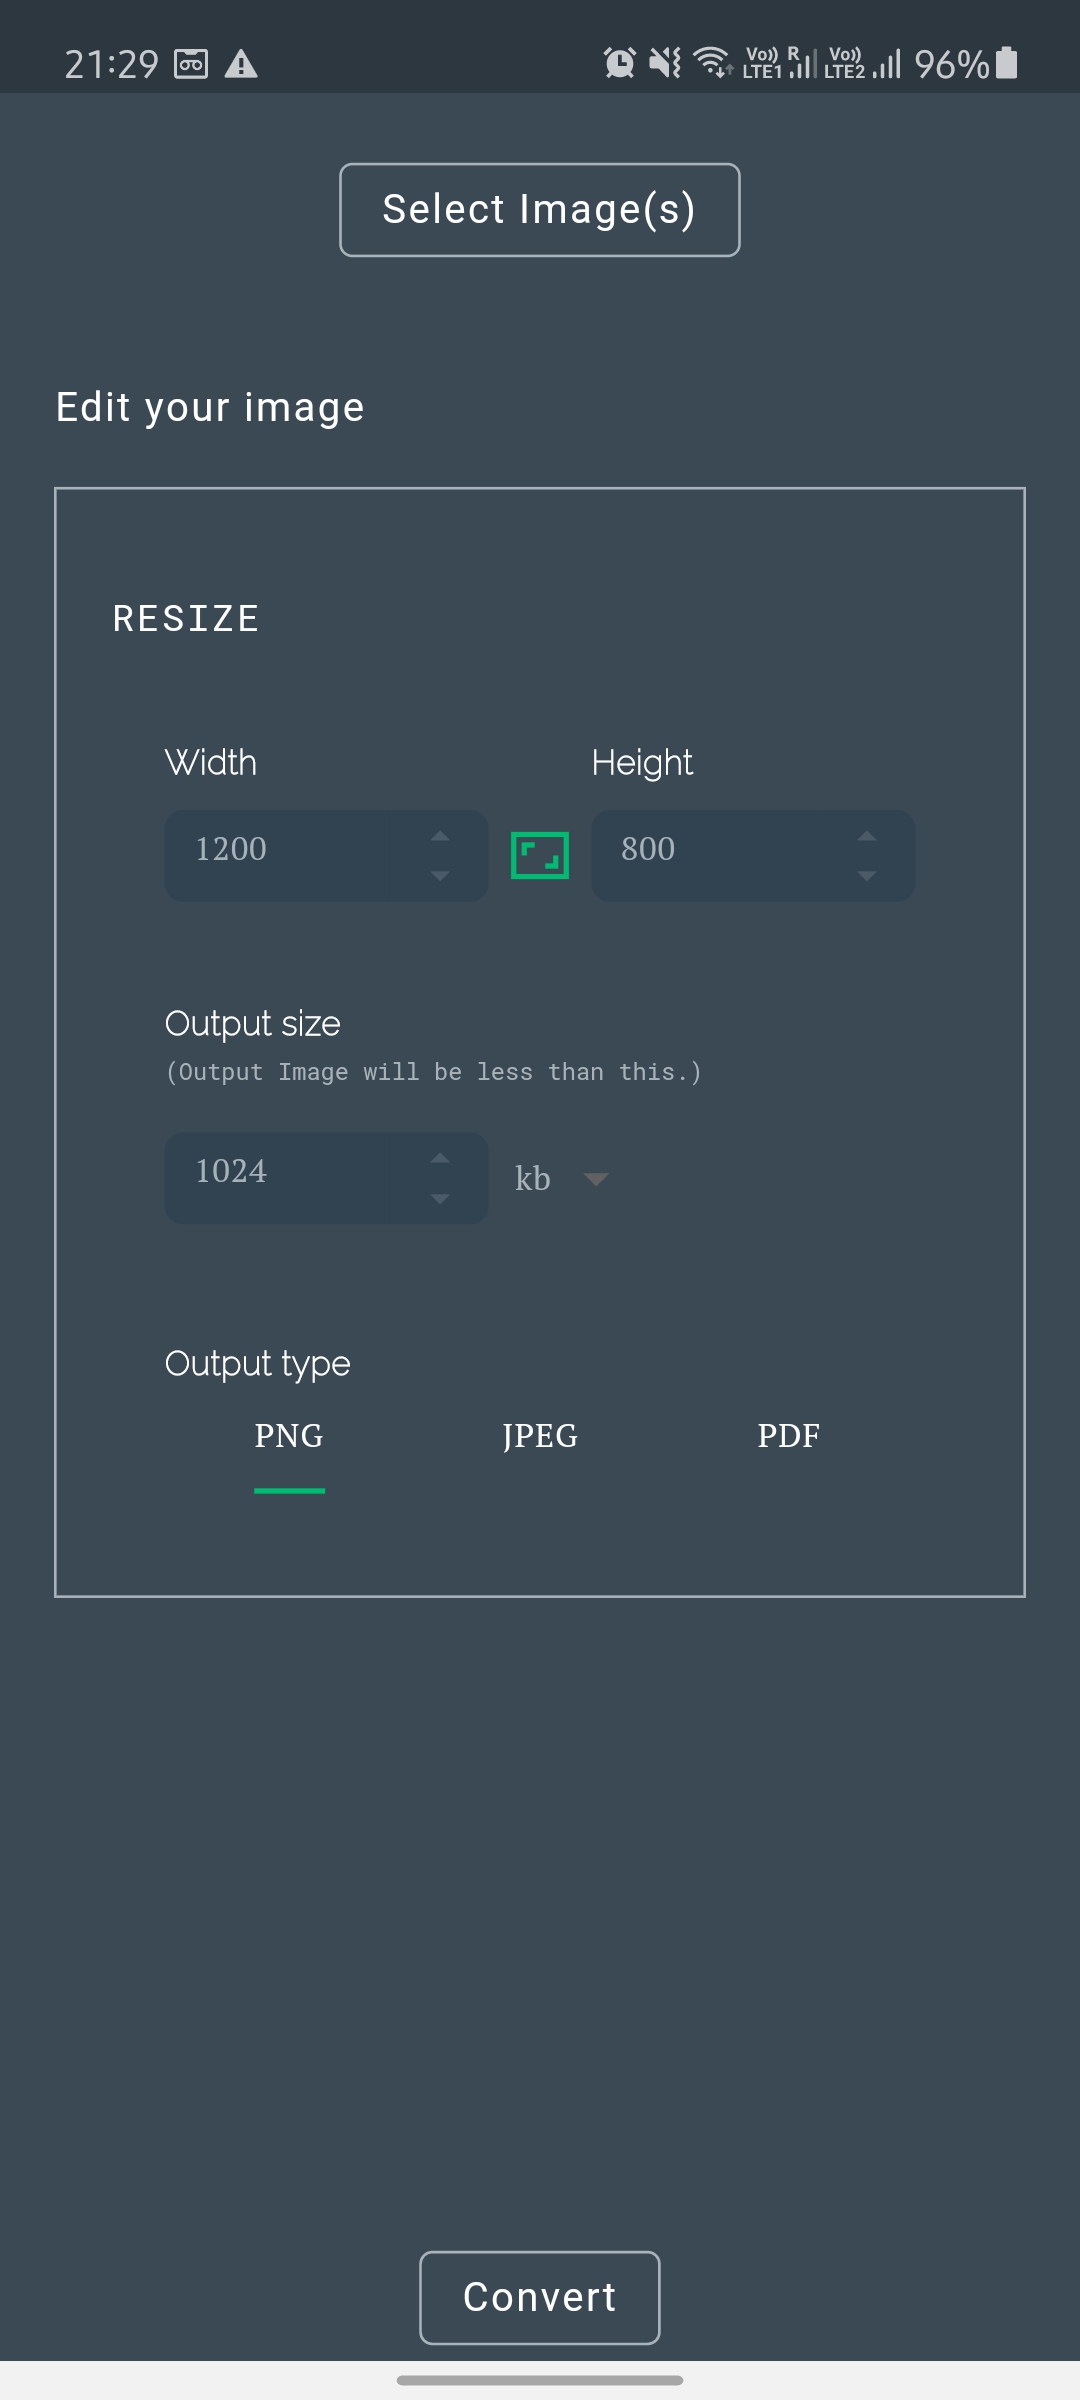 21:29 Vo)) LTE1 R Vo)) LTE2 96%
Select Image(s)
Edit your image
RESIZE
Width Height
1200 800
Output size
(Output Image will be less than this.)
1024 kb
Output type
PNG JPEG PDF
Convert